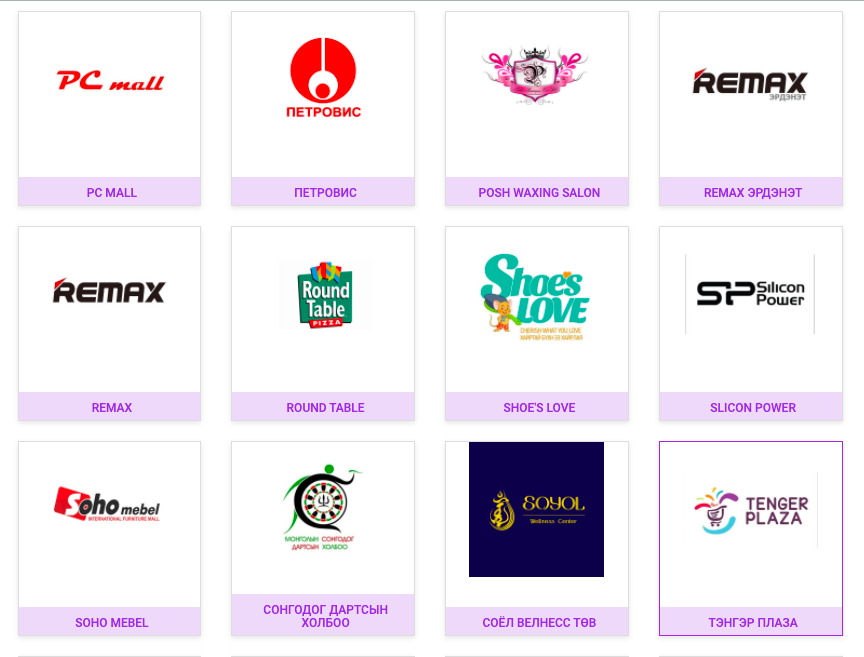 PC mall
PC MALL
ПЕТРОВИС
ПЕТРОВИС
P
POSH WAXING SALON
REMAX
ЭРДЭНЭТ
REMAX ЭРДЭНЭТ
REMAX
REMAX
Round
Table
PIZZA
ROUND TABLE
Shoe's
LOVE
CHERISH WHAT YOU LOVE
SHOE'S LOVE
SP Silicon
Power
SLICON POWER
Soho mebel
INTERNATIONAL FURNITURE MALL
SOHO MEBEL
МОНГОЛЫН СОНГОДОГ
ДАРТСЫН ХОЛБОО
СОНГОДОГ ДАРТСЫН
ХОЛБОО
SOYOL
Wellness Center
СОЁЛ ВЕЛНЕСС ТӨВ
TENGER
PLAZA
ТЭНГЭР ПЛАЗА